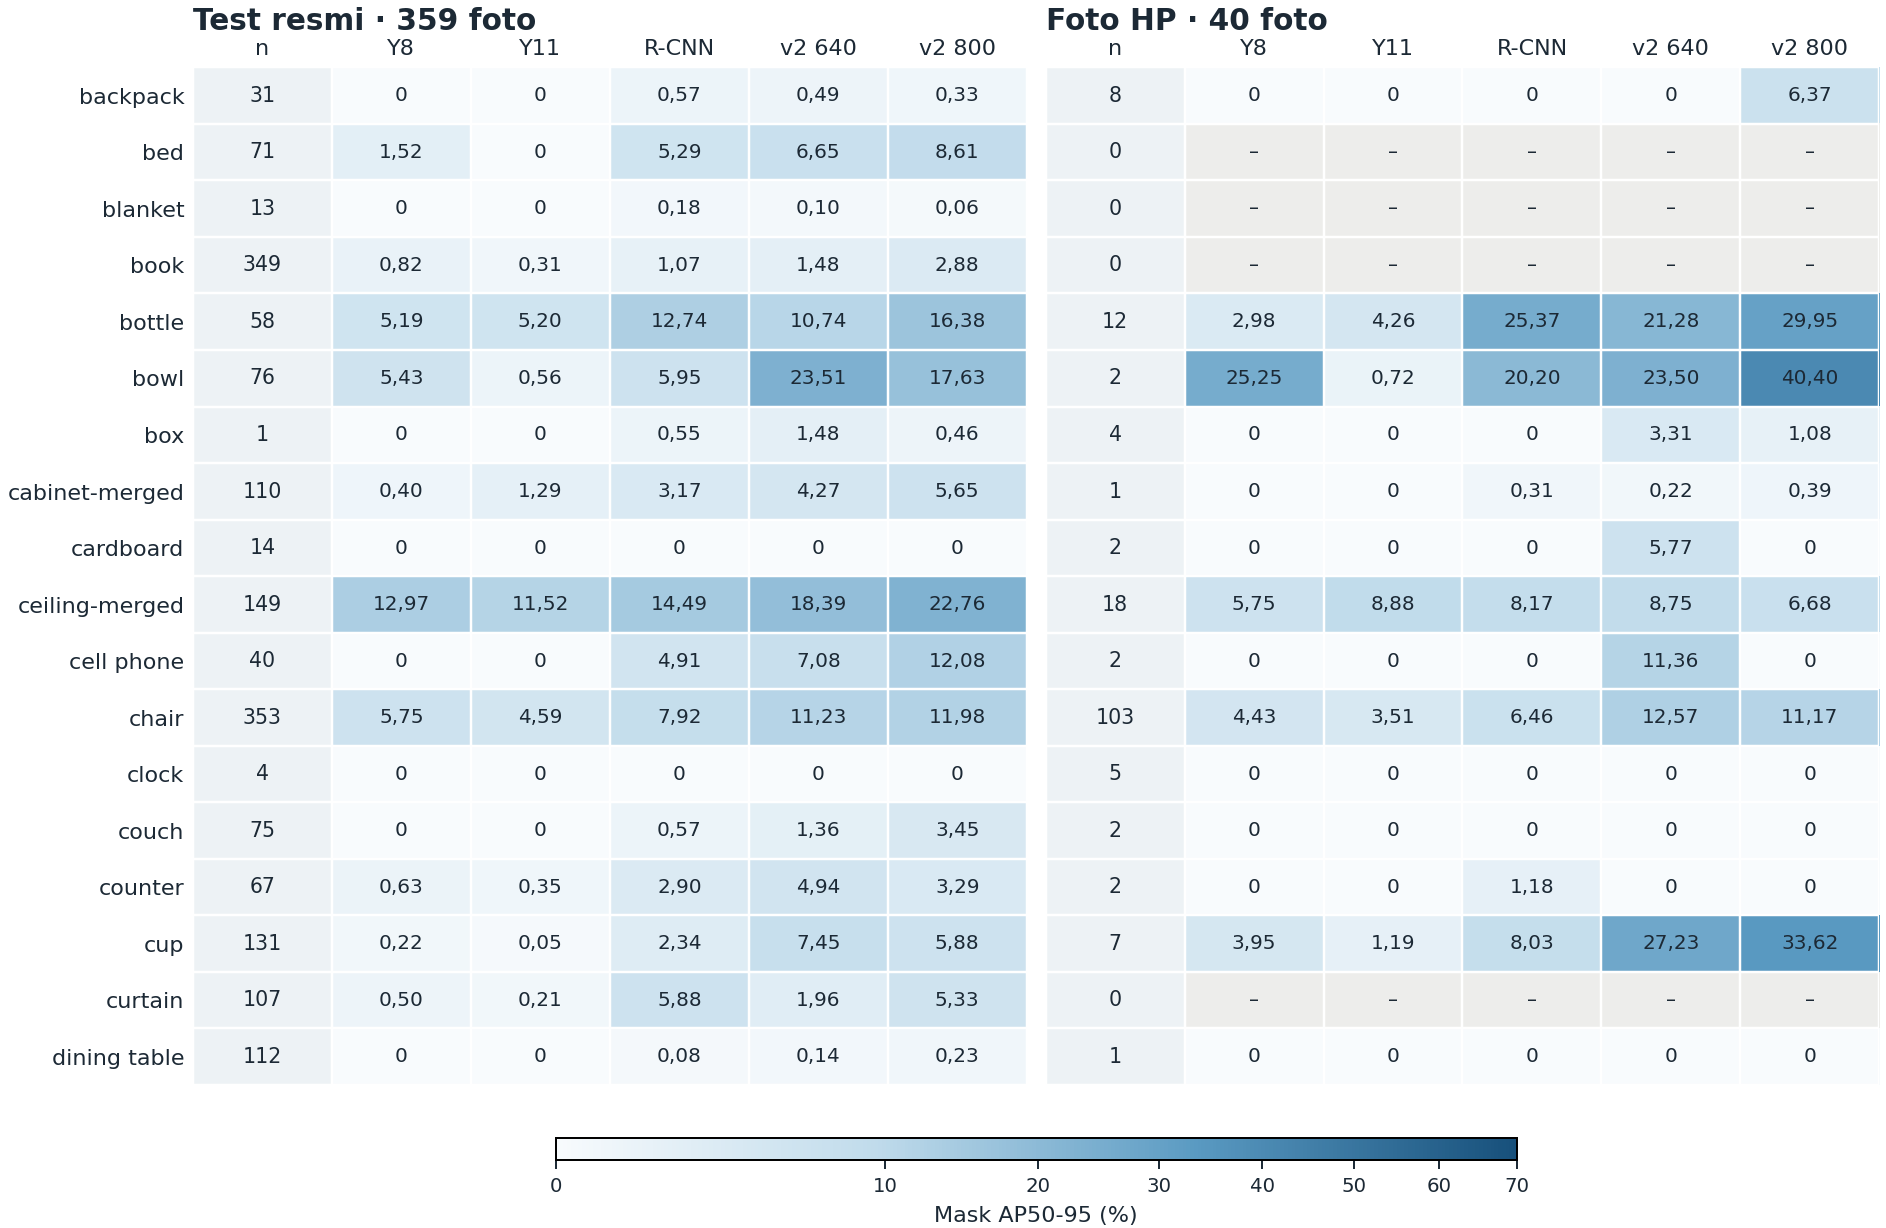 Test resmi · 359 foto Foto HP · 40 foto
n Y8 Y11 R-CNN v2 640 v2 800 n Y8 Y11 R-CNN v2 640 v2 800
backpack 31 0 0 0,57 0,49 0,33 8 0 0 0 0 6,37
bed 71 1,52 0 5,29 6,65 8,61 0 – – – – –
blanket 13 0 0 0,18 0,10 0,06 0 – – – – –
book 349 0,82 0,31 1,07 1,48 2,88 0 – – – – –
bottle 58 5,19 5,20 12,74 10,74 16,38 12 2,98 4,26 25,37 21,28 29,95
bowl 76 5,43 0,56 5,95 23,51 17,63 2 25,25 0,72 20,20 23,50 40,40
box 1 0 0 0,55 1,48 0,46 4 0 0 0 3,31 1,08
cabinet-merged 110 0,40 1,29 3,17 4,27 5,65 1 0 0 0,31 0,22 0,39
cardboard 14 0 0 0 0 0 2 0 0 0 5,77 0
ceiling-merged 149 12,97 11,52 14,49 18,39 22,76 18 5,75 8,88 8,17 8,75 6,68
cell phone 40 0 0 4,91 7,08 12,08 2 0 0 0 11,36 0
chair 353 5,75 4,59 7,92 11,23 11,98 103 4,43 3,51 6,46 12,57 11,17
clock 4 0 0 0 0 0 5 0 0 0 0 0
couch 75 0 0 0,57 1,36 3,45 2 0 0 0 0 0
counter 67 0,63 0,35 2,90 4,94 3,29 2 0 0 1,18 0 0
cup 131 0,22 0,05 2,34 7,45 5,88 7 3,95 1,19 8,03 27,23 33,62
curtain 107 0,50 0,21 5,88 1,96 5,33 0 – – – – –
dining table 112 0 0 0,08 0,14 0,23 1 0 0 0 0 0
0 10 20 30 40 50 60 70
Mask AP50-95 (%)